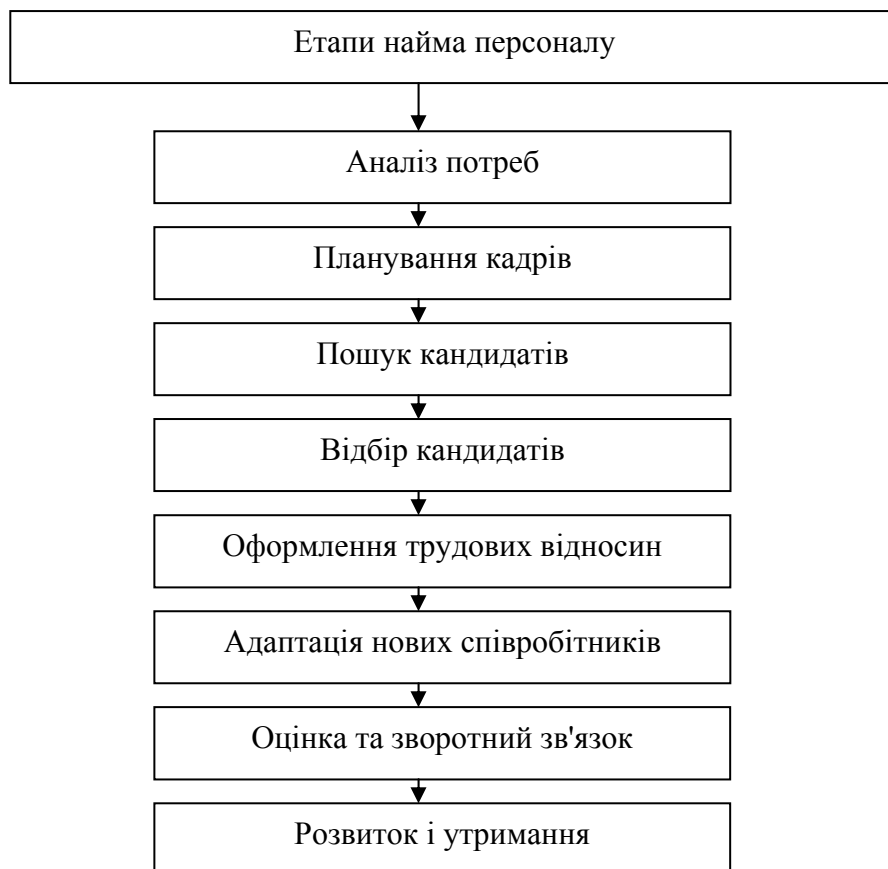 Етапи найма персоналу
Аналіз потреб
Планування кадрів
Пошук кандидатів
Відбір кандидатів
Оформлення трудових відносин
Адаптація нових співробітників
Оцінка та зворотний зв'язок
Розвиток і утримання